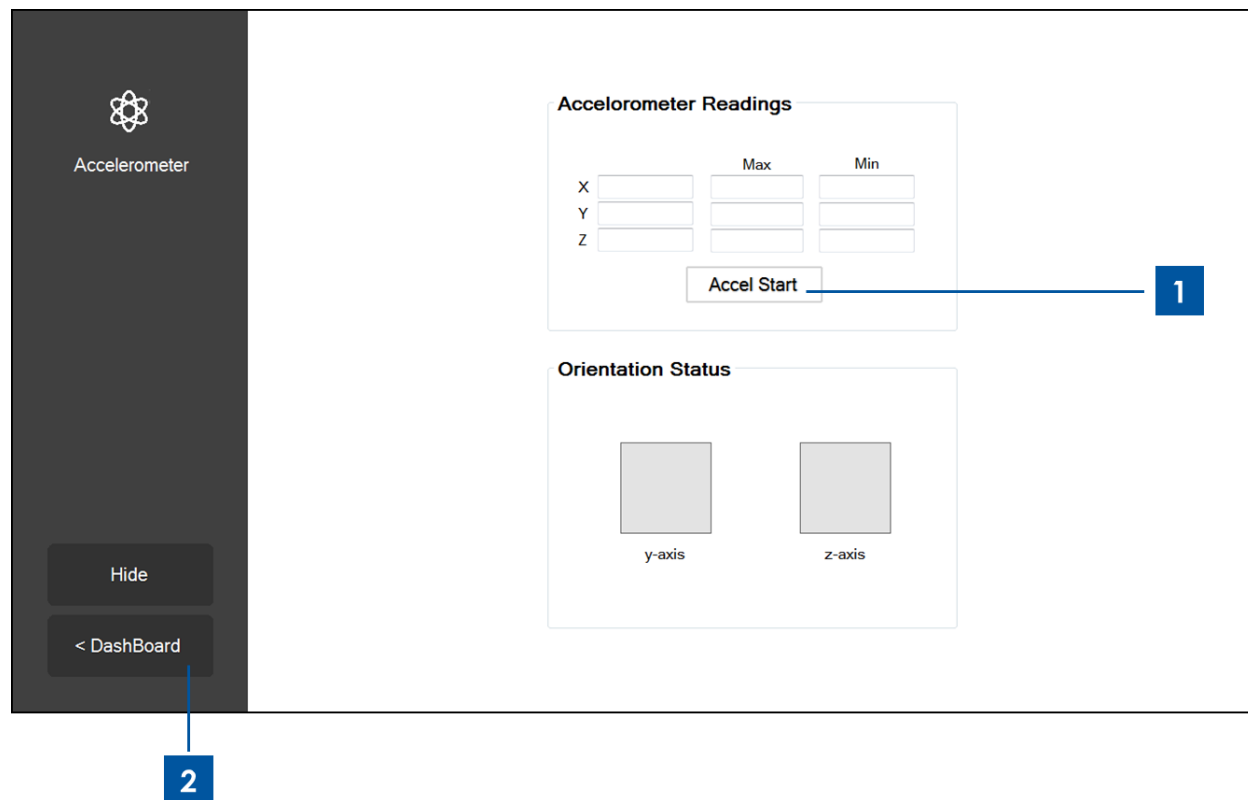 Accelerometer
Hide
< DashBoard
Accelorometer Readings
Max Min
X
Y
Z
Accel Start
1
Orientation Status
y-axis z-axis
2